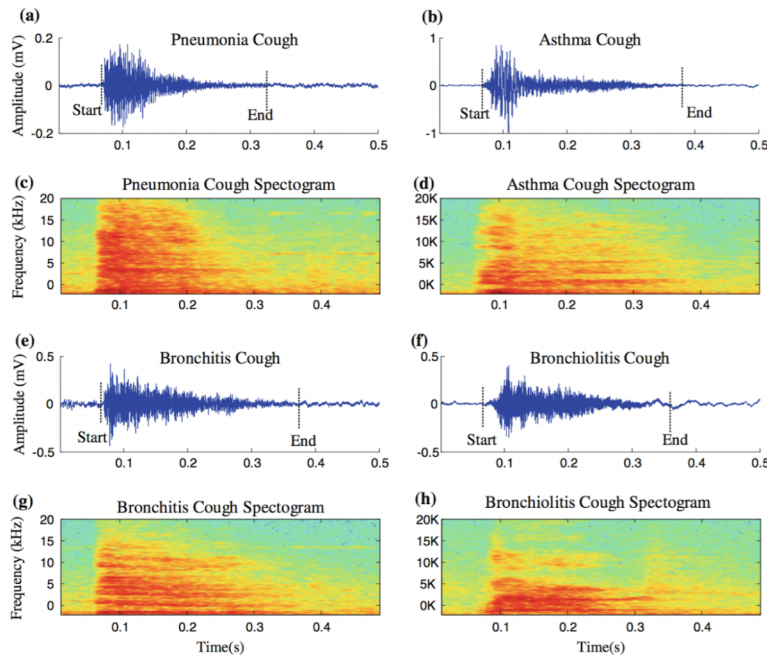 (a) (b)
Pneumonia Cough Asthma Cough
Amplitude (mV) 0.2 0 -0.2 Start End 0.1 0.2 0.3 0.4 0.5
1 0 -1 Start End 0.1 0.2 0.3 0.4 0.5
(c) Pneumonia Cough Spectogram (d) Asthma Cough Spectogram
Frequency (kHz) 20 15 10 5 0 0.1 0.2 0.3 0.4
20K 15K 10K 5K 0K 0.1 0.2 0.3 0.4
(e) (f)
Bronchitis Cough Bronchiolitis Cough
Amplitude (mV) 0.5 0 -0.5 Start End 0.1 0.2 0.3 0.4 0.5
0.5 0 -0.5 Start End 0.1 0.2 0.3 0.4 0.5
(g) Bronchitis Cough Spectogram (h) Bronchiolitis Cough Spectogram
Frequency (kHz) 20 15 10 5 0 0.1 0.2 0.3 0.4
20K 15K 10K 5K 0K 0.1 0.2 0.3 0.4
Time(s) Time(s)